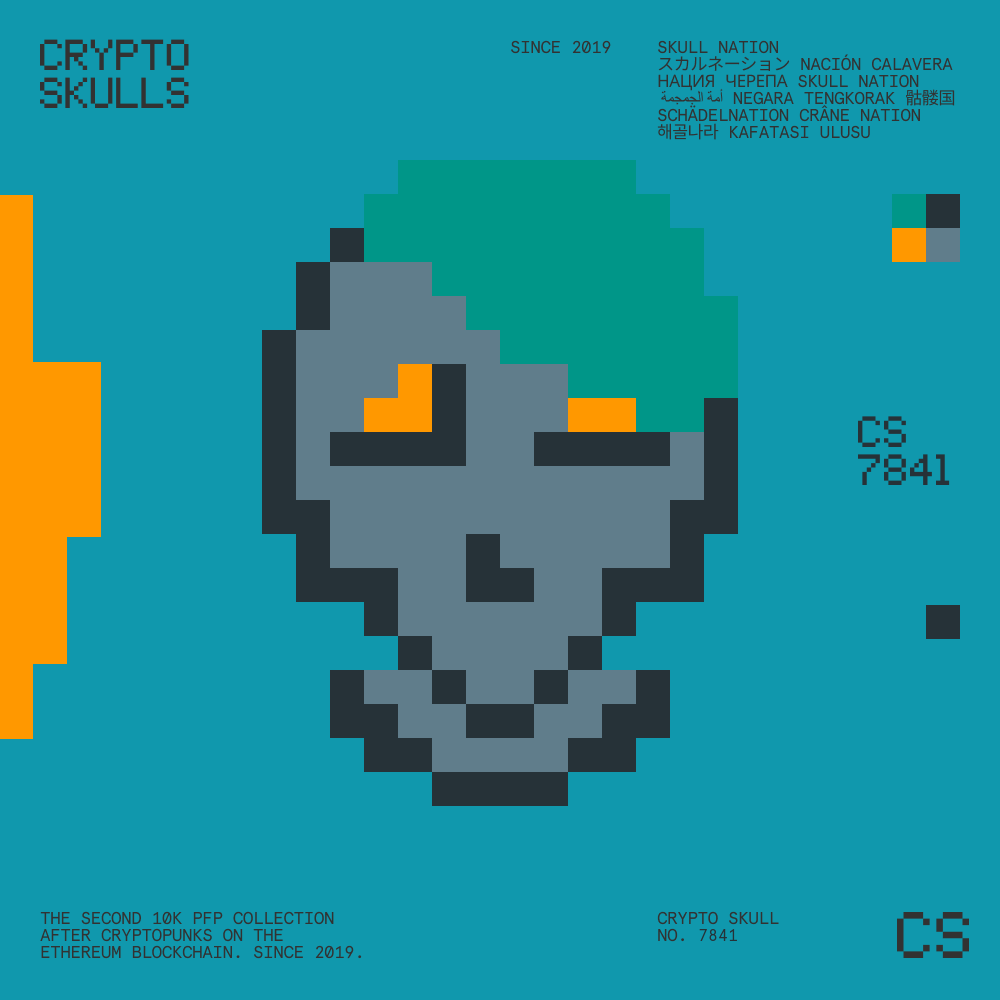 CRYPTO
SKULLS
SINCE 2019
SKULL NATION
スカルネーション NACIÓN CALAVERA
НАЦИЯ ЧЕРЕПА SKULL NATION
أمة الجمجمة NEGARA TENGKORAK 骷髅国
SCHÄDELNATION CRÂNE NATION
해골나라 KAFATASI ULUSU
CS
7841
THE SECOND 10K PFP COLLECTION
AFTER CRYPTOPUNKS ON THE
ETHEREUM BLOCKCHAIN. SINCE 2019.
CRYPTO SKULL
NO. 7841
CS